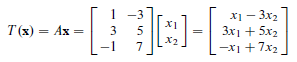 T(x) = Ax = [1 -3; 3 5; -1 7] [x₁; x₂] = [x₁ - 3x₂; 3x₁ + 5x₂; -x₁ + 7x₂]